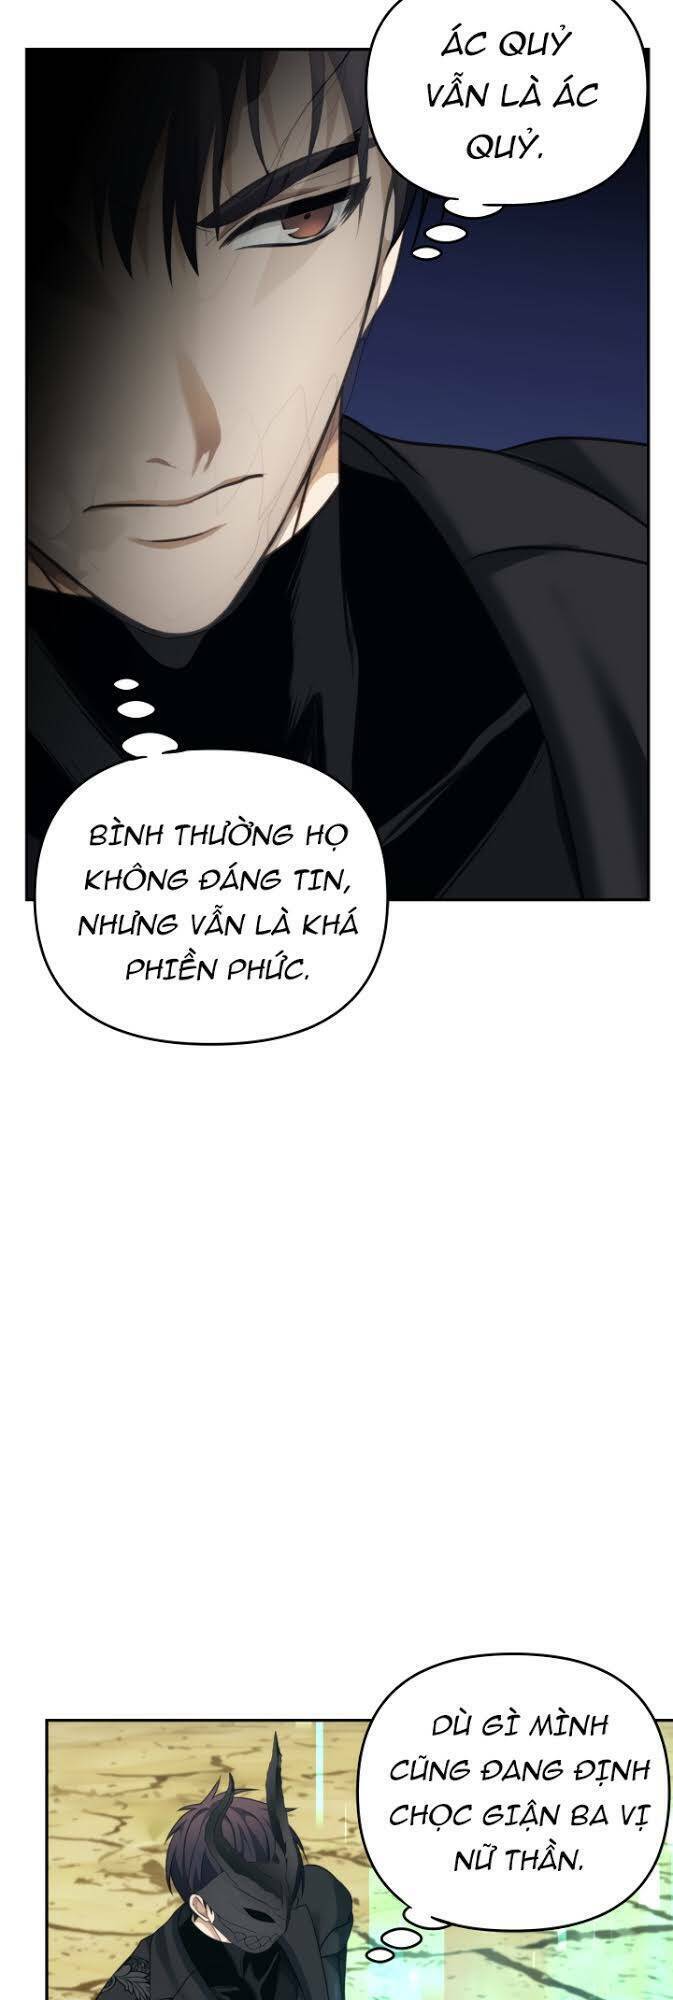 ÁC QUỶ
VẪN LÀ ÁC
QUỶ.
BÌNH THƯỜNG HỌ
KHÔNG ĐÁNG TIN,
NHƯNG VẪN LÀ KHÁ
PHIỀN PHỨC.
DÙ GÌ MÌNH
CŨNG ĐANG ĐỊNH
CHỌC GIẬN BA VỊ
NỮ THẦN.